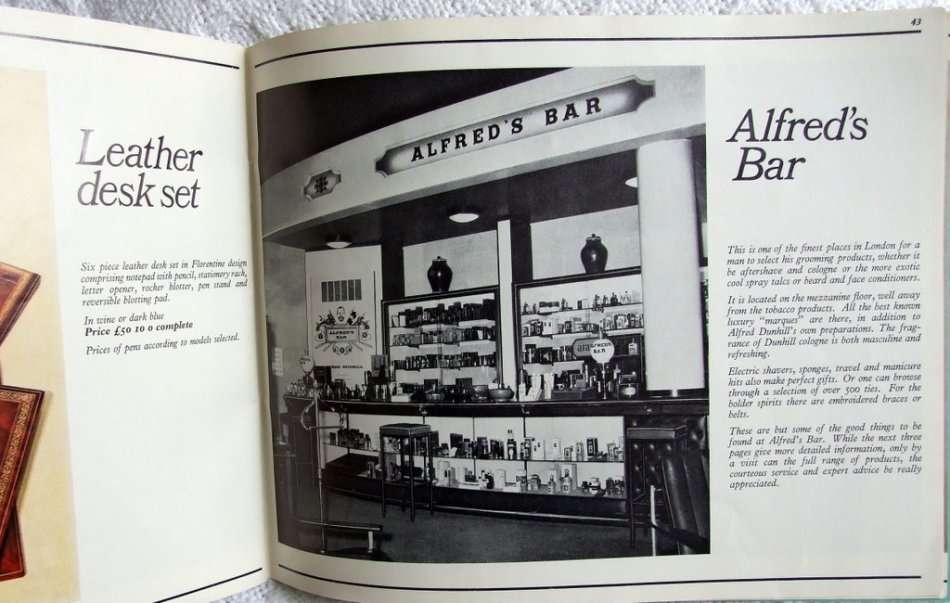 Leather
desk set
Six piece leather desk set in Florentine design
comprising notepad with pencil, stationery rack,
letter opener, rocher blotter, pen stand and
reversible blotting pad.
In wine or dark blue
Price £50 10 0 complete
Prices of pens according to models selected.
43
ALFRED'S BAR
ALFRED'S
BAR
ALFREDS
BAR
Alfred's
Bar
This is one of the finest places in London for a
man to select his grooming products, whether it
be aftershave and cologne or the more exotic
cool spray talcs or beard and face conditioners.
It is located on the mezzanine floor, well away
from the tobacco products. All the best known
luxury "marques" are there, in addition to
Alfred Dunhill's own preparations. The frag-
rance of Dunhill cologne is both masculine and
refreshing.
Electric shavers, sponges, travel and manicure
kits also make perfect gifts. Or one can browse
through a selection of over 500 ties. For the
bolder spirits there are embroidered braces or
belts.
These are but some of the good things to be
found at Alfred's Bar. While the next three
pages give more detailed information, only by
a visit can the full range of products, the
courteous service and expert advice be really
appreciated.